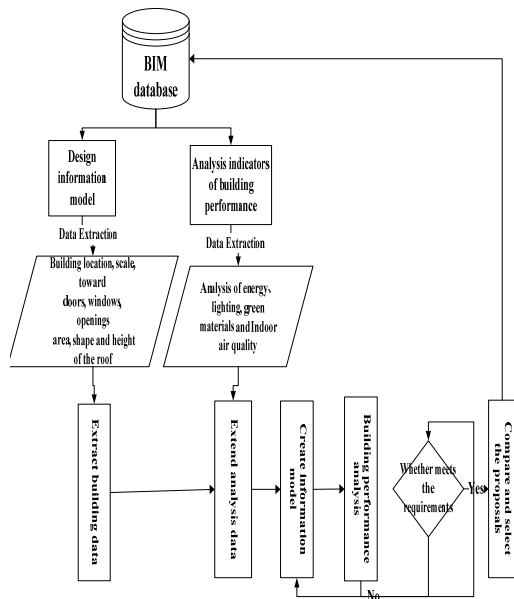 BIM
database
Design
information
model
Analysis indicators
of building
performance
Data Extraction
Data Extraction
Building location, scale,
toward
doors, windows,
openings
area, shape and height
of the roof
Analysis of energy、
lighting, green
materials and Indoor
air quality
Extract building data
Extend analysis data
Create information
model
Building performance
analysis
Whether meets
the
requirements
Yes
Compare and select
the proposals
No